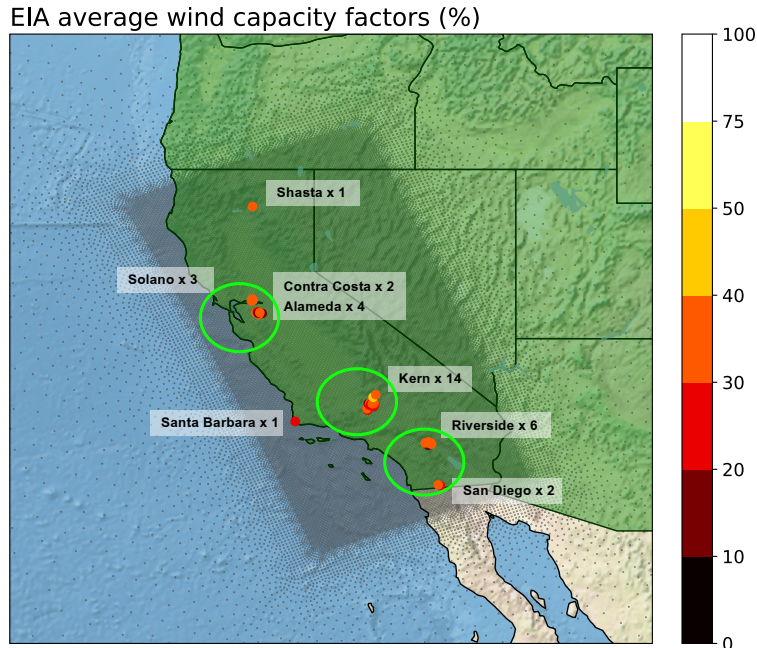 EIA average wind capacity factors (%)
Shasta x 1
Solano x 3
Contra Costa x 2
Alameda x 4
Kern x 14
Santa Barbara x 1
Riverside x 6
San Diego x 2
100
75
50
40
30
20
10
0